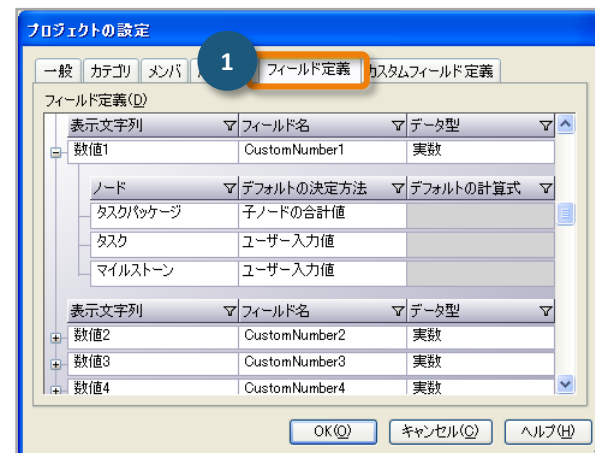 プロジェクトの設定
一般 カテゴリ メンバ 1 フィールド定義 カスタムフィールド定義
フィールド定義(D)
表示文字列 フィールド名 データ型
数値1 CustomNumber1 実数
ノード デフォルトの決定方法 デフォルトの計算式
タスクパッケージ 子ノードの合計値
タスク ユーザー入力値
マイルストーン ユーザー入力値
表示文字列 フィールド名 データ型
数値2 CustomNumber2 実数
数値3 CustomNumber3 実数
数値4 CustomNumber4 実数
OK(O) キャンセル(C) ヘルプ(H)